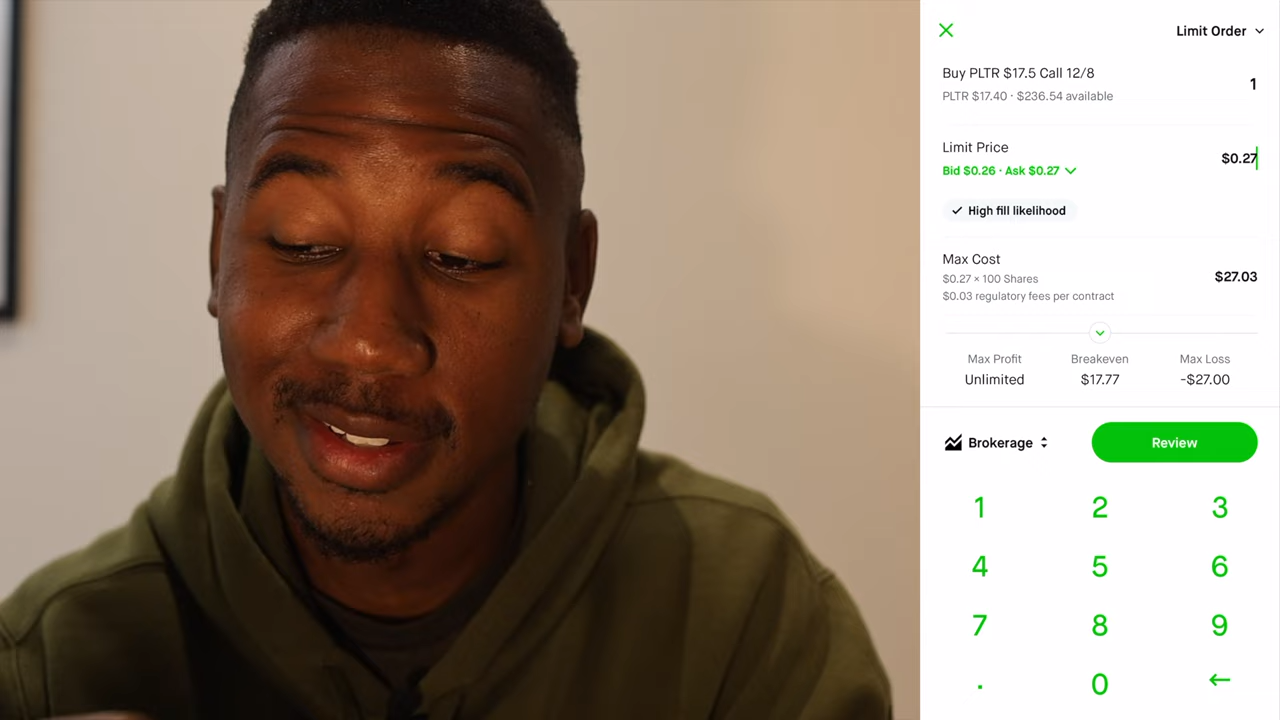 Limit Order
Buy PLTR $17.5 Call 12/8
PLTR $17.40 · $236.54 available
1
Limit Price
Bid $0.26 · Ask $0.27
$0.27
High fill likelihood
Max Cost
$0.27 × 100 Shares
$0.03 regulatory fees per contract
$27.03
Max Profit Breakeven Max Loss
Unlimited $17.77 -$27.00
Brokerage Review
1 2 3
4 5 6
7 8 9
. 0